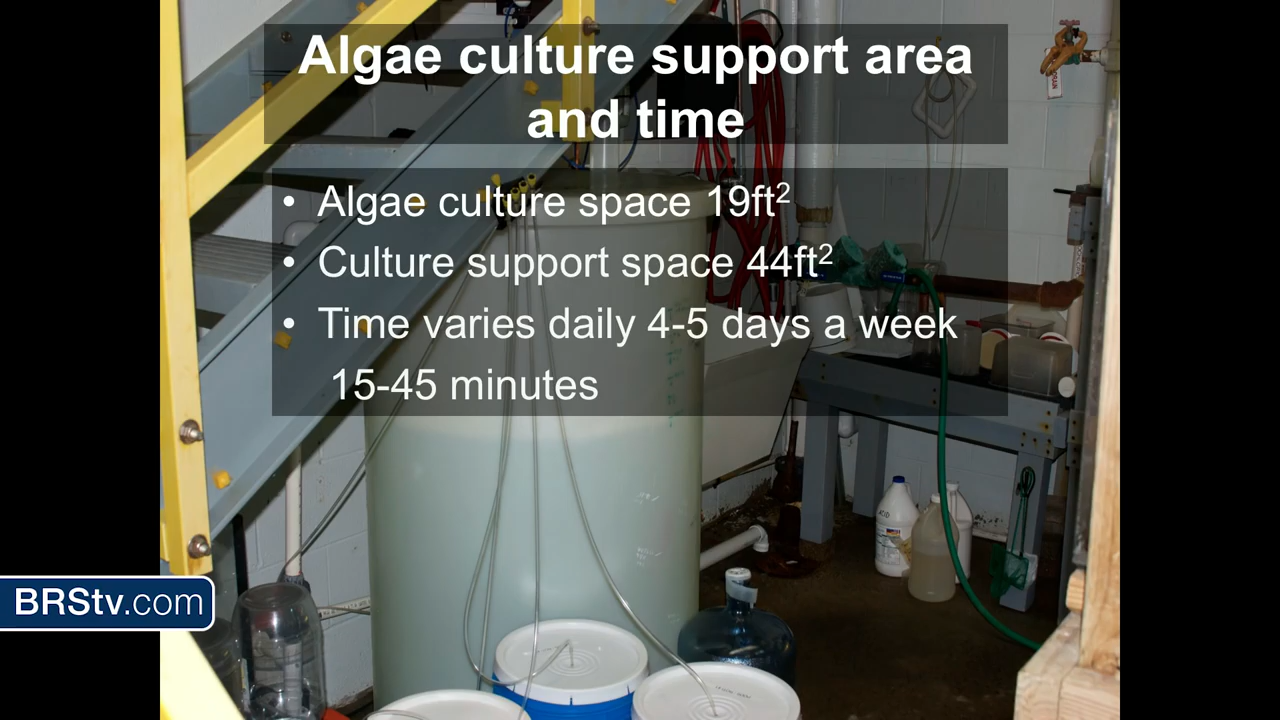 Algae culture support area
and time
• Algae culture space 19ft²
• Culture support space 44ft²
• Time varies daily 4-5 days a week
15-45 minutes
ACID
BRStv.com